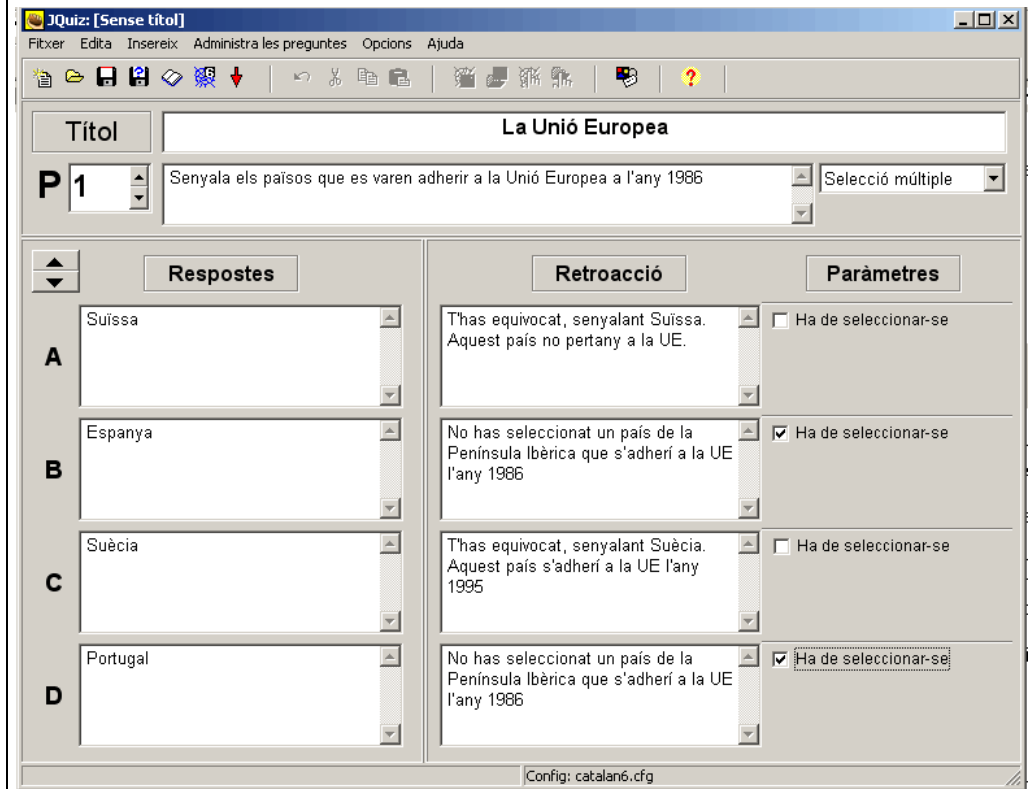 JQuiz: [Sense títol]
Fitxer Edita Insereix Administra les preguntes Opcions Ajuda
Títol
La Unió Europea
P
1
Senyala els països que es varen adherir a la Unió Europea a l'any 1986
Selecció múltiple
Respostes
Retroacció
Paràmetres
A
Suïssa
T'has equivocat, senyalant Suïssa.
Aquest país no pertany a la UE.
Ha de seleccionar-se
B
Espanya
No has seleccionat un país de la
Península Ibèrica que s'adherí a la UE
l'any 1986
Ha de seleccionar-se
C
Suècia
T'has equivocat, senyalant Suècia.
Aquest país s'adherí a la UE l'any
1995
Ha de seleccionar-se
D
Portugal
No has seleccionat un país de la
Península Ibèrica que s'adherí a la UE
l'any 1986
Ha de seleccionar-se
Config: catalan6.cfg